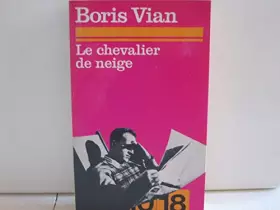 Boris Vian
Le chevalier
de neige
10 18